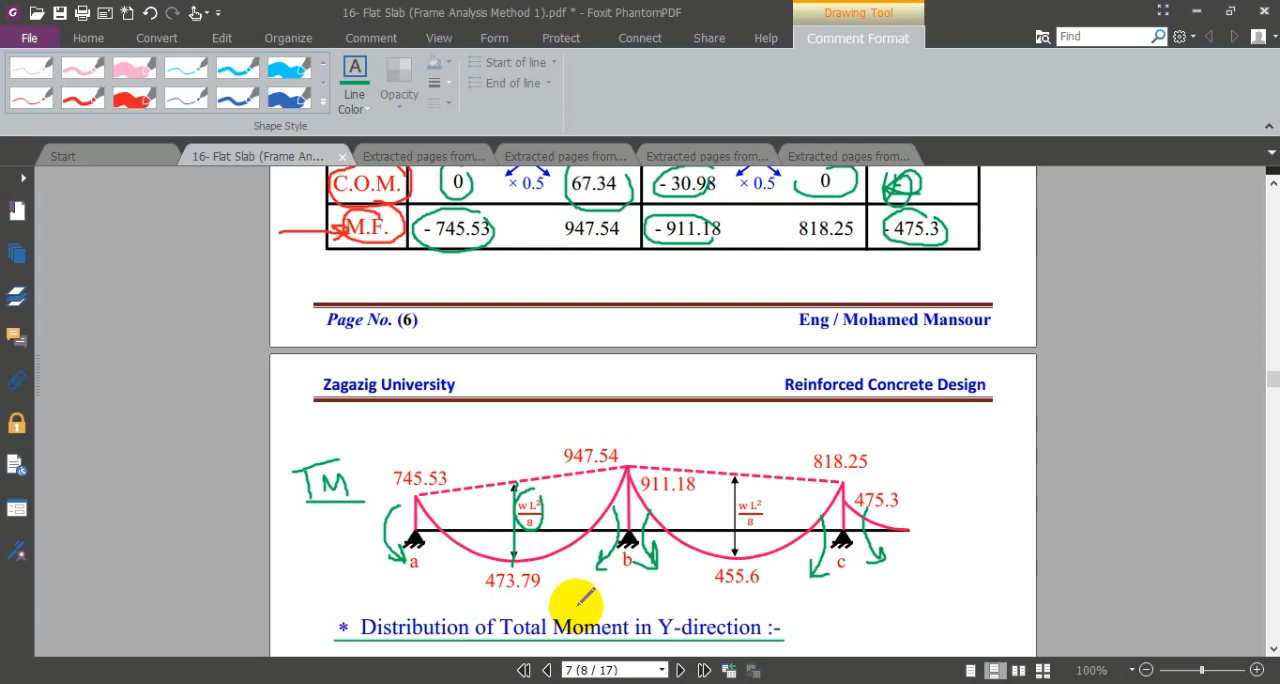 16- Flat Slab (Frame Analysis Method 1).pdf * - Foxit PhantomPDF
Drawing Tool
File Home Convert Edit Organize Comment View Form Protect Connect Share Help Comment Format
Find
Line Color
Opacity
Start of line
End of line
Shape Style
Start
16- Flat Slab (Frame An...
Extracted pages from...
Extracted pages from...
Extracted pages from...
Extracted pages from...
C.O.M. 0 × 0.5 67.34 - 30.98 × 0.5 0 0
M.F. - 745.53 947.54 - 911.18 818.25 - 475.3
Page No. (6) Eng / Mohamed Mansour
Zagazig University Reinforced Concrete Design
TM
745.53 947.54 911.18 818.25 475.3
w L²
8
w L²
8
a b c
473.79 455.6
* Distribution of Total Moment in Y-direction :-
7 (8 / 17)
100%